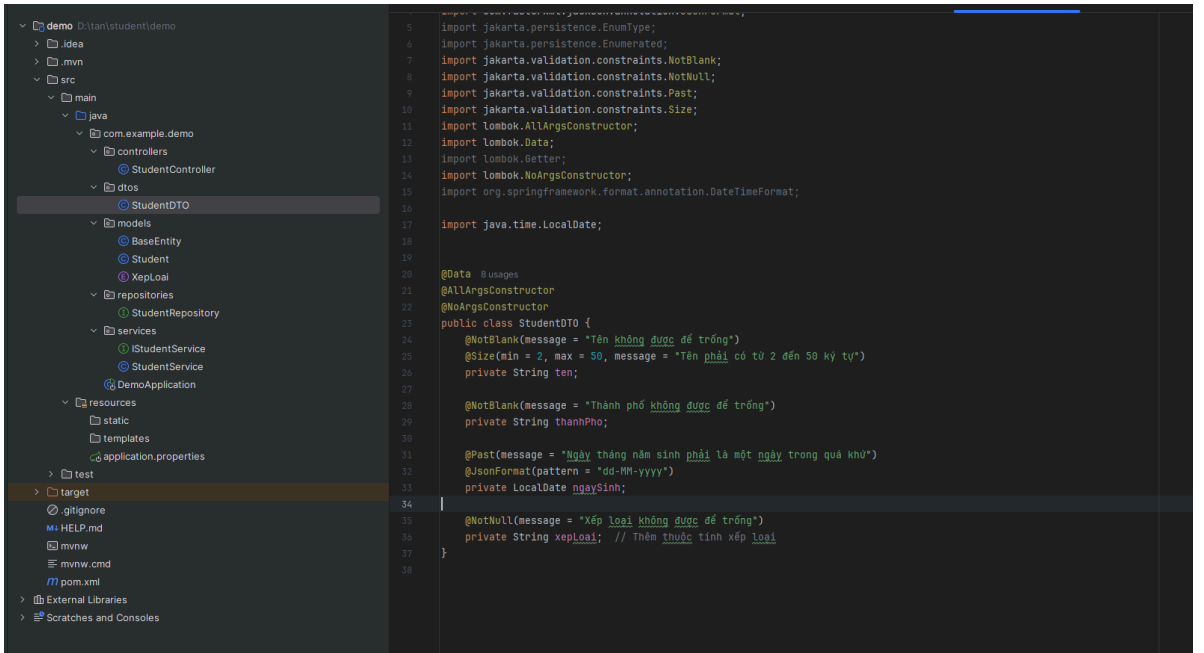 demo D:\tan\student\demo
.idea
.mvn
src
main
java
com.example.demo
controllers
StudentController
dtos
StudentDTO
models
BaseEntity
Student
XepLoai
repositories
StudentRepository
services
IStudentService
StudentService
DemoApplication
resources
static
templates
application.properties
test
target
.gitignore
HELP.md
mvnw
mvnw.cmd
pom.xml
External Libraries
Scratches and Consoles
5 import jakarta.persistence.EnumType;
6 import jakarta.persistence.Enumerated;
7 import jakarta.validation.constraints.NotBlank;
8 import jakarta.validation.constraints.NotNull;
9 import jakarta.validation.constraints.Past;
10 import jakarta.validation.constraints.Size;
11 import lombok.AllArgsConstructor;
12 import lombok.Data;
13 import lombok.Getter;
14 import lombok.NoArgsConstructor;
15 import org.springframework.format.annotation.DateTimeFormat;
16
17 import java.time.LocalDate;
18
19
20 @Data 8 usages
21 @AllArgsConstructor
22 @NoArgsConstructor
23 public class StudentDTO {
24 @NotBlank(message = "Tên không được để trống")
25 @Size(min = 2, max = 50, message = "Tên phải có từ 2 đến 50 ký tự")
26 private String ten;
27
28 @NotBlank(message = "Thành phố không được để trống")
29 private String thanhPho;
30
31 @Past(message = "Ngày tháng năm sinh phải là một ngày trong quá khứ")
32 @JsonFormat(pattern = "dd-MM-yyyy")
33 private LocalDate ngaySinh;
34
35 @NotNull(message = "Xếp loại không được để trống")
36 private String xepLoai; // Thêm thuộc tính xếp loại
37 }
38